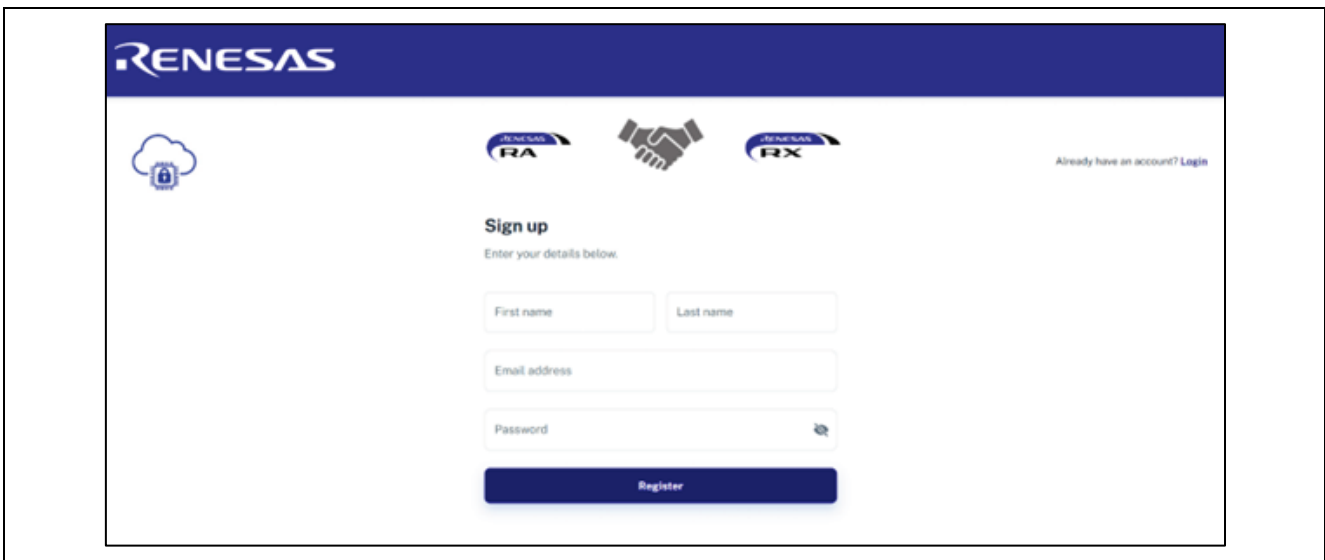 RENESAS
RENESAS
RA
RENESAS
RX
Already have an account? Login
Sign up
Enter your details below.
First name
Last name
Email address
Password
Register